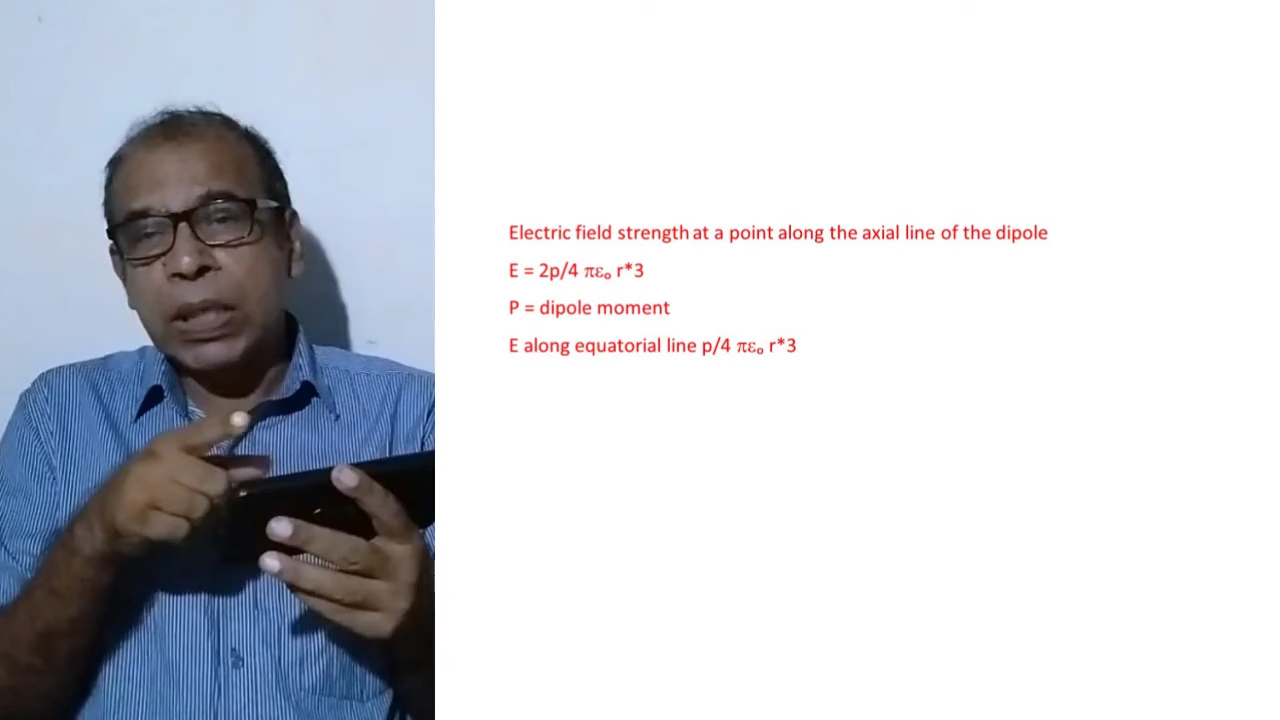 Electric field strength at a point along the axial line of the dipole
E = 2p/4 πεₒ r*3
P = dipole moment
E along equatorial line p/4 πεₒ r*3